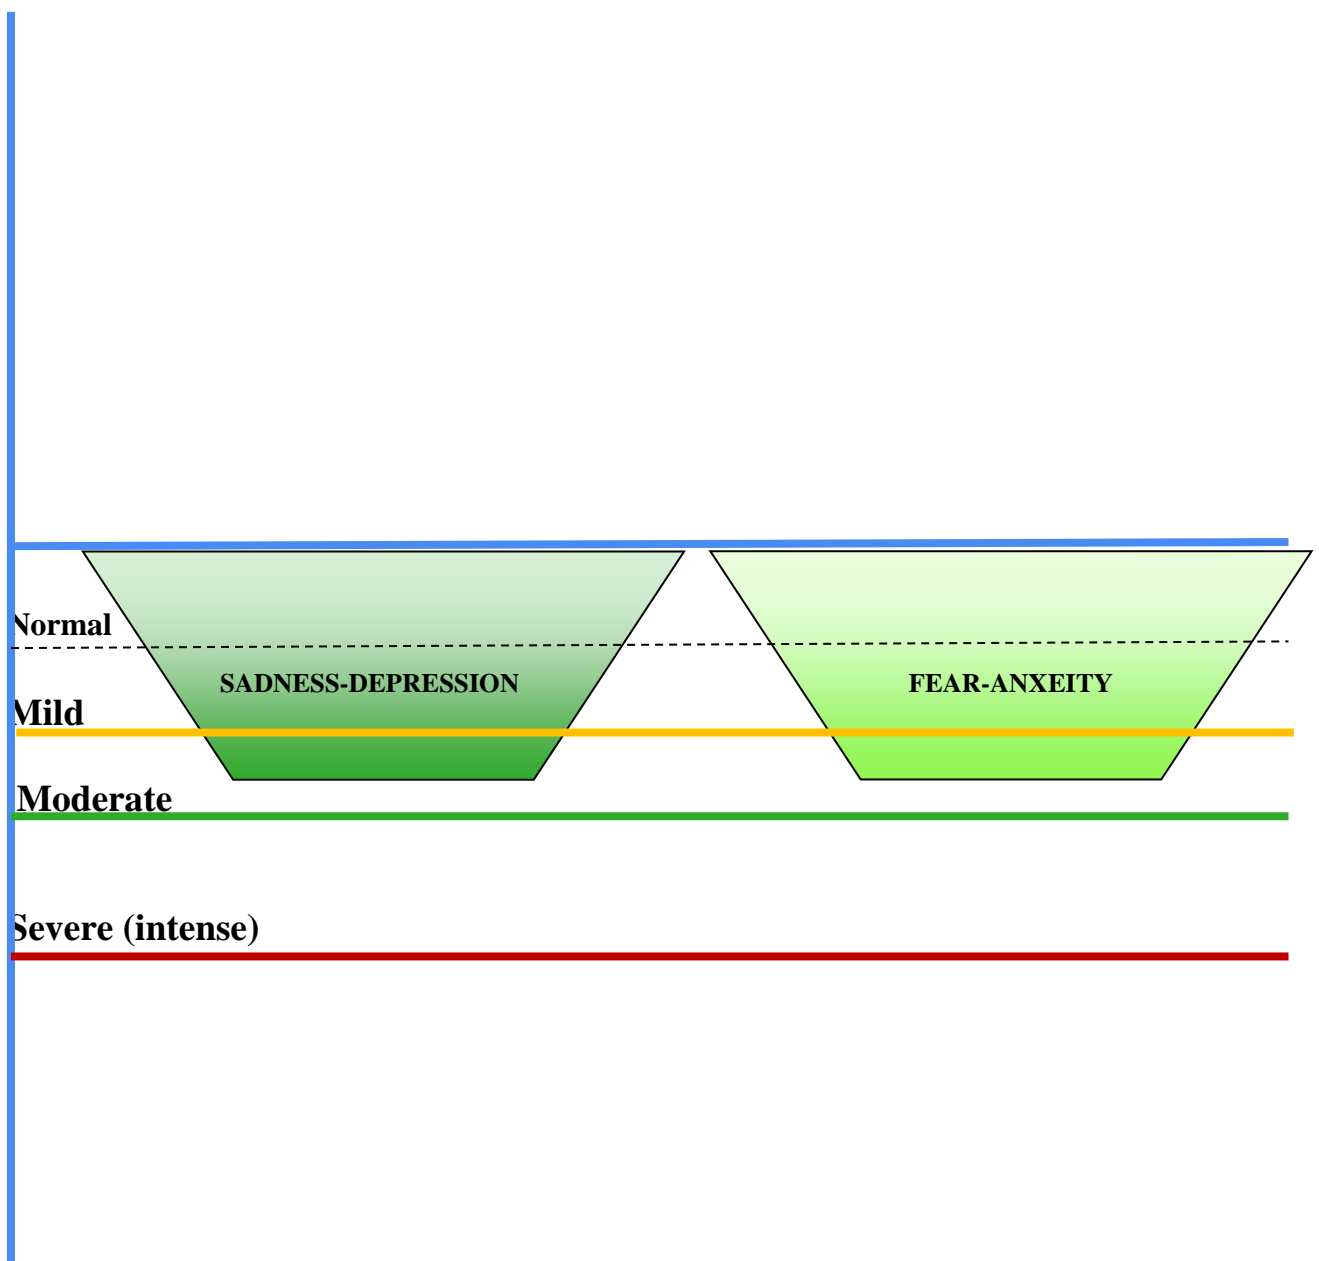 Normal
SADNESS-DEPRESSION
FEAR-ANXEITY
Mild
Moderate
Severe (intense)